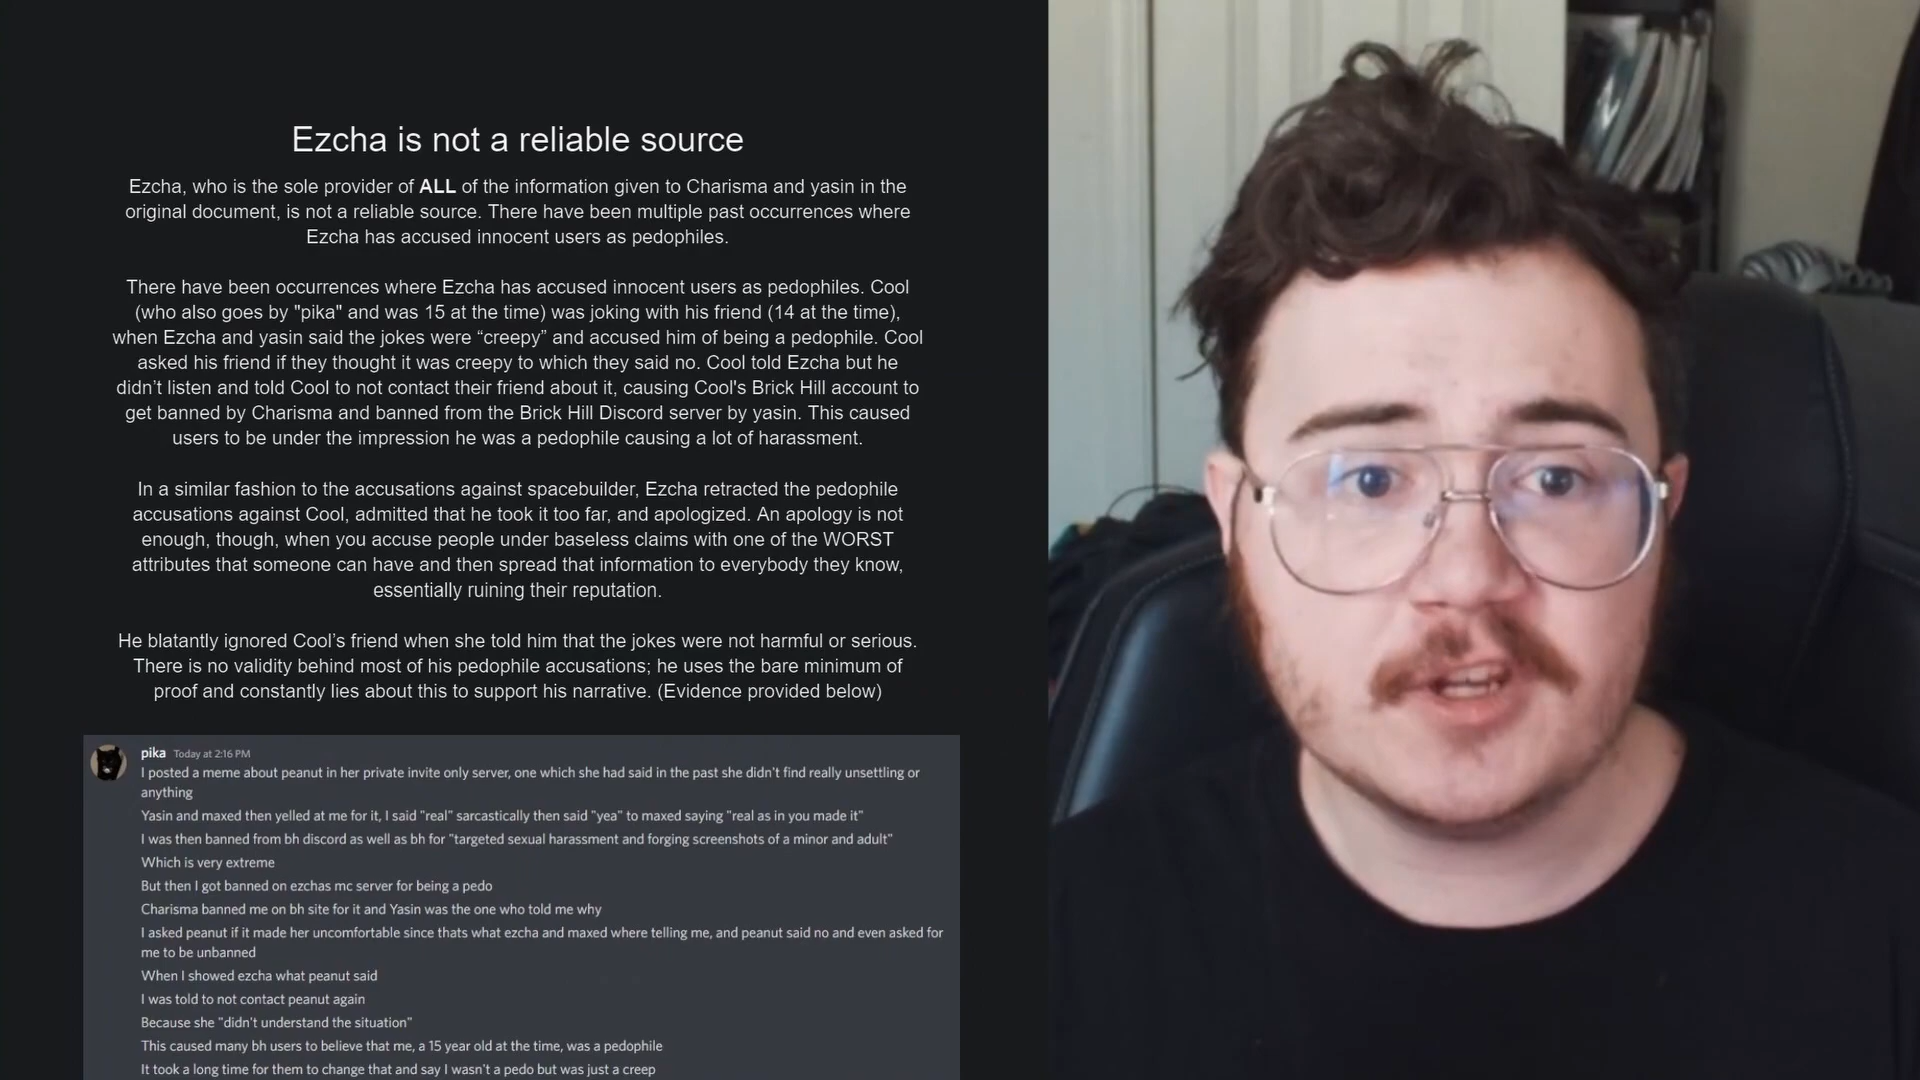 Ezcha is not a reliable source
Ezcha, who is the sole provider of ALL of the information given to Charisma and yasin in the
original document, is not a reliable source. There have been multiple past occurrences where
Ezcha has accused innocent users as pedophiles.
There have been occurrences where Ezcha has accused innocent users as pedophiles. Cool
(who also goes by "pika" and was 15 at the time) was joking with his friend (14 at the time),
when Ezcha and yasin said the jokes were “creepy” and accused him of being a pedophile. Cool
asked his friend if they thought it was creepy to which they said no. Cool told Ezcha but he
didn’t listen and told Cool to not contact their friend about it, causing Cool's Brick Hill account to
get banned by Charisma and banned from the Brick Hill Discord server by yasin. This caused
users to be under the impression he was a pedophile causing a lot of harassment.
In a similar fashion to the accusations against spacebuilder, Ezcha retracted the pedophile
accusations against Cool, admitted that he took it too far, and apologized. An apology is not
enough, though, when you accuse people under baseless claims with one of the WORST
attributes that someone can have and then spread that information to everybody they know,
essentially ruining their reputation.
He blatantly ignored Cool’s friend when she told him that the jokes were not harmful or serious.
There is no validity behind most of his pedophile accusations; he uses the bare minimum of
proof and constantly lies about this to support his narrative. (Evidence provided below)
pika Today at 2:16 PM
I posted a meme about peanut in her private invite only server, one which she had said in the past she didn't find really unsettling or
anything
Yasin and maxed then yelled at me for it, I said "real" sarcastically then said "yea" to maxed saying "real as in you made it"
I was then banned from bh discord as well as bh for "targeted sexual harassment and forging screenshots of a minor and adult"
Which is very extreme
But then I got banned on ezchas mc server for being a pedo
Charisma banned me on bh site for it and Yasin was the one who told me why
I asked peanut if it made her uncomfortable since thats what ezcha and maxed where telling me, and peanut said no and even asked for
me to be unbanned
When I showed ezcha what peanut said
I was told to not contact peanut again
Because she "didn't understand the situation"
This caused many bh users to believe that me, a 15 year old at the time, was a pedophile
It took a long time for them to change that and say I wasn't a pedo but was just a creep